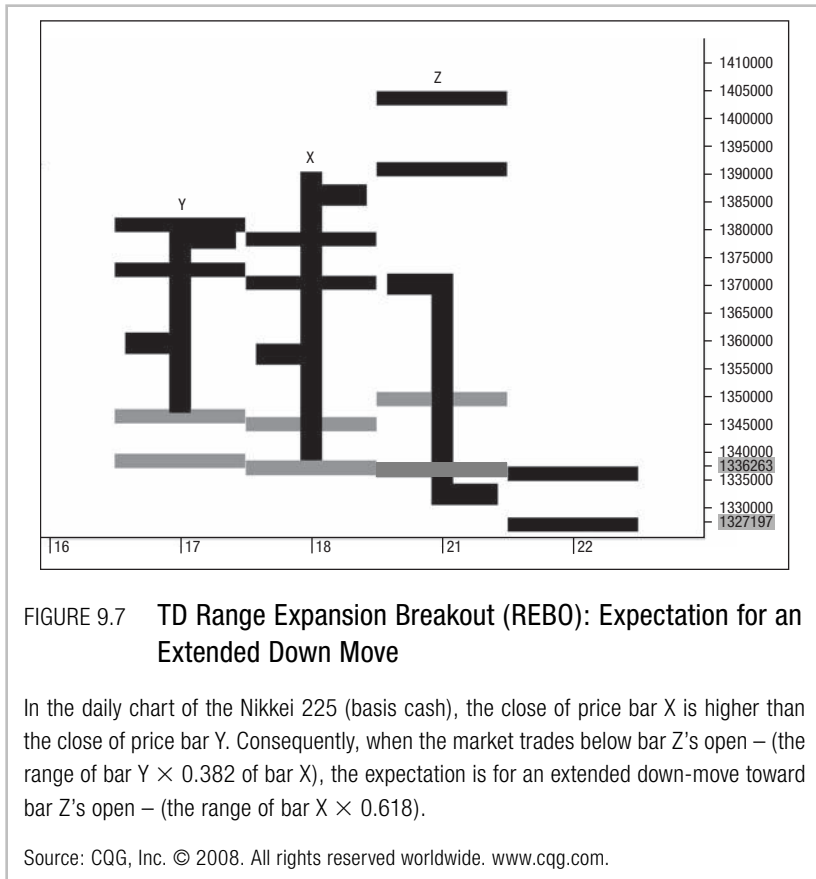 Z
X
Y
1410000
1405000
1400000
1395000
1390000
1385000
1380000
1375000
1370000
1365000
1360000
1355000
1350000
1345000
1340000
1336263
1335000
1330000
1327197
16
17
18
21
22
FIGURE 9.7 TD Range Expansion Breakout (REBO): Expectation for an
Extended Down Move
In the daily chart of the Nikkei 225 (basis cash), the close of price bar X is higher than
the close of price bar Y. Consequently, when the market trades below bar Z's open – (the
range of bar Y × 0.382 of bar X), the expectation is for an extended down-move toward
bar Z's open – (the range of bar X × 0.618).
Source: CQG, Inc. © 2008. All rights reserved worldwide. www.cqg.com.